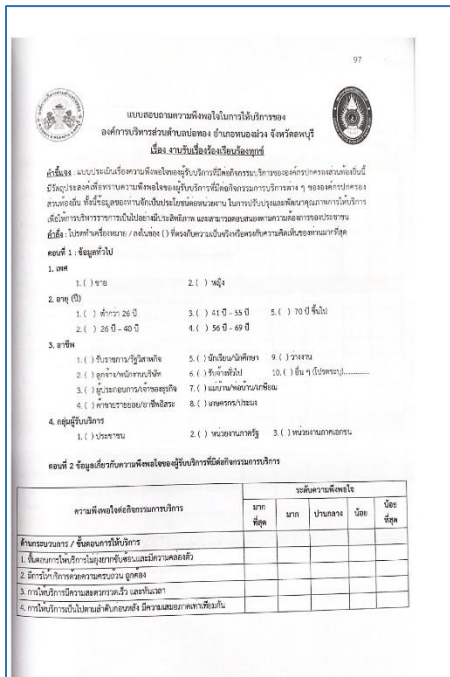 97
แบบสอบถามความพึงพอใจในการให้บริการของ
องค์การบริหารส่วนตำบลบ่อทอง อำเภอหนองม่วง จังหวัดลพบุรี
เรื่อง งานรับเรื่องร้องเรียนร้องทุกข์
คำชี้แจง : แบบประเมินเรื่องความพึงพอใจของผู้รับบริการที่มีต่อกิจกรรมบริการขององค์กรปกครองส่วนท้องถิ่นนี้
มีวัตถุประสงค์เพื่อทราบความพึงพอใจของผู้รับบริการที่มีต่อกิจกรรมการบริการต่าง ๆ ขององค์กรปกครอง
ส่วนท้องถิ่น ทั้งนี้ข้อมูลของท่านจักเป็นประโยชน์ต่อหน่วยงาน ในการปรับปรุงและพัฒนาคุณภาพการให้บริการ
เพื่อให้การบริหารราชการเป็นไปอย่างมีประสิทธิภาพ และสามารถตอบสนองตามความต้องการของประชาชน
คำสั่ง : โปรดทำเครื่องหมาย / ลงในช่อง () ที่ตรงกับความเป็นจริงหรือตรงกับความคิดเห็นของท่านมากที่สุด
ตอนที่ 1 : ข้อมูลทั่วไป
1. เพศ
1. ( ) ชาย 2. ( ) หญิง
2. อายุ (ปี)
1. ( ) ต่ำกว่า 26 ปี 3. ( ) 41 ปี – 55 ปี 5. ( ) 70 ปี ขึ้นไป
2. ( ) 26 ปี – 40 ปี 4. ( ) 56 ปี – 69 ปี
3. อาชีพ
1. ( ) รับราชการ/รัฐวิสาหกิจ 5. ( ) นักเรียน/นักศึกษา 9. ( ) ว่างงาน
2. ( ) ลูกจ้าง/พนักงานบริษัท 6. ( ) รับจ้างทั่วไป 10. ( ) อื่น ๆ (โปรดระบุ)............
3. ( ) ผู้ประกอบการ/เจ้าของธุรกิจ 7. ( ) แม่บ้าน/พ่อบ้าน/เกษียณ
4. ( ) ค้าขายรายย่อย/อาชีพอิสระ 8. ( ) เกษตรกร/ประมง
4. กลุ่มผู้รับบริการ
1. ( ) ประชาชน 2. ( ) หน่วยงานภาครัฐ 3. ( ) หน่วยงานภาคเอกชน
ตอนที่ 2 ข้อมูลเกี่ยวกับความพึงพอใจของผู้รับบริการที่มีต่อกิจกรรมการบริการ
ระดับความพึงพอใจ
ความพึงพอใจต่อกิจกรรมการบริการ มากที่สุด มาก ปานกลาง น้อย น้อยที่สุด
ด้านกระบวนการ / ขั้นตอนการให้บริการ
1. ขั้นตอนการให้บริการไม่ยุ่งยากซับซ้อนและมีความคล่องตัว
2. มีการให้บริการด้วยความครบถ้วน ถูกต้อง
3. การให้บริการมีความสะดวกรวดเร็ว และทันเวลา
4. การให้บริการเป็นไปตามลำดับก่อนหลัง มีความเสมอภาคเท่าเทียมกัน